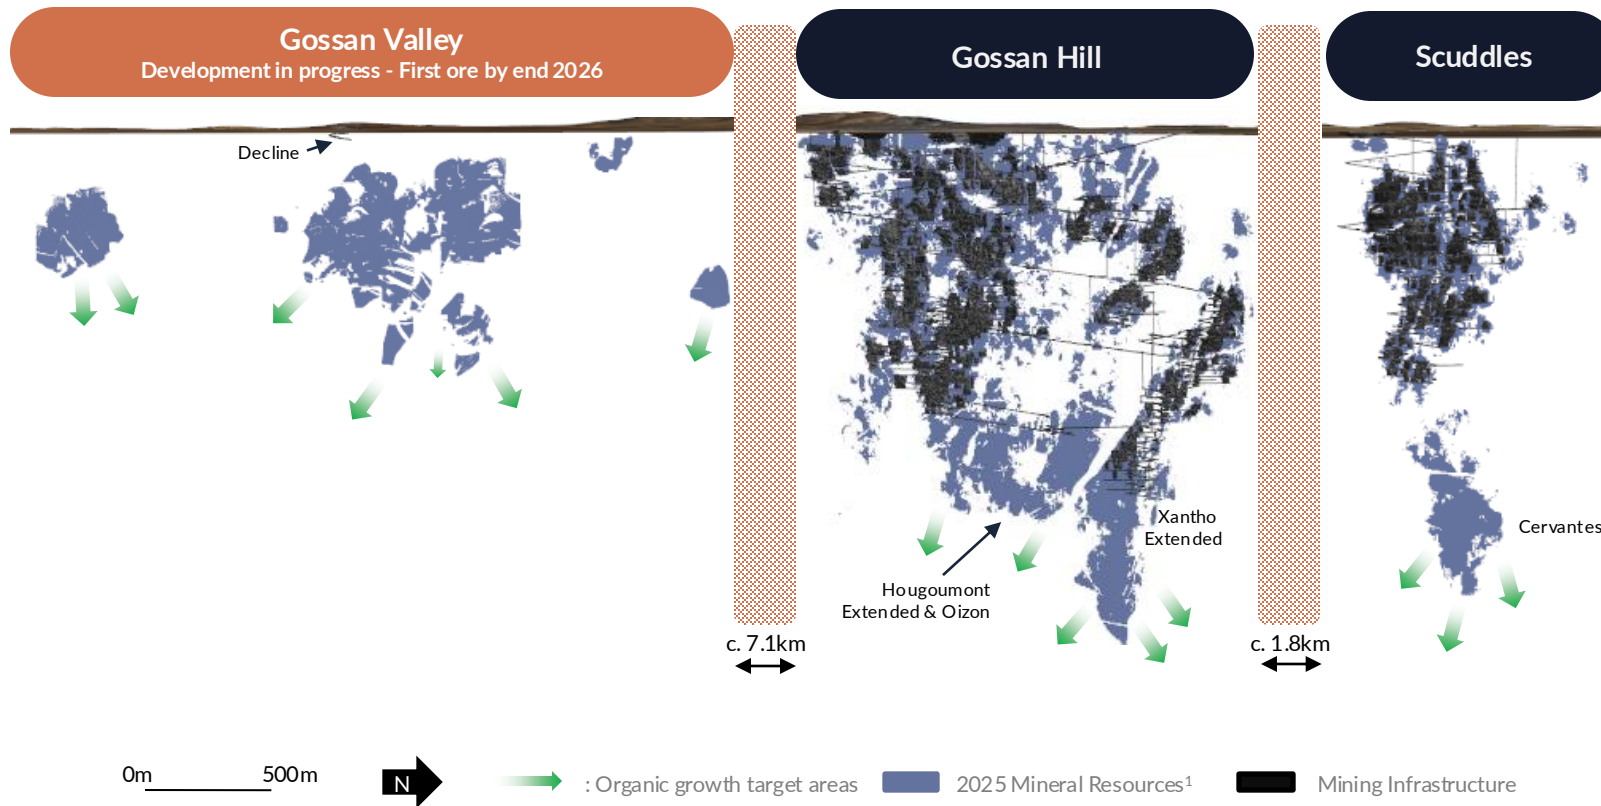 Gossan Valley
Development in progress - First ore by end 2026
Gossan Hill
Scuddles
Decline
Xantho
Extended
Cervantes
Hougoumont
Extended & Oizon
c. 7.1km
c. 1.8km
0m 500m
N
: Organic growth target areas
2025 Mineral Resources¹
Mining Infrastructure